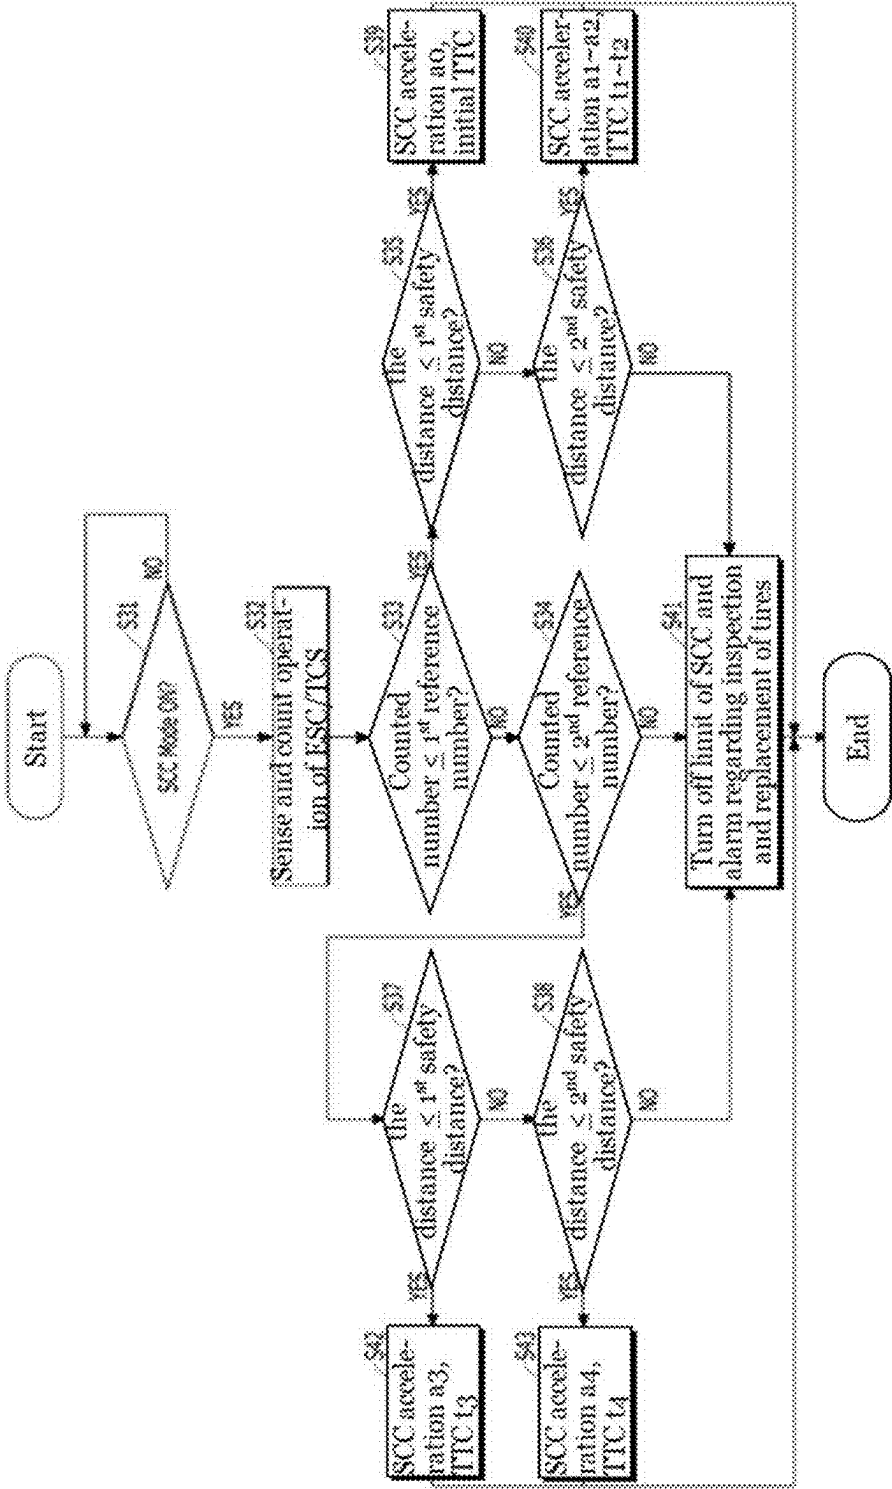 Start
S31
SCC Mode ON?
NO
YES
S32
Sense and count operat-
ion of ESC/TCS
S37
the
distance ≤ 1st safety
distance?
YES
NO
S33
Counted
number ≤ 1st reference
number?
YES
NO
S35
the
distance ≤ 1st safety
distance?
YES
NO
S42
SCC accele-
ration a3,
TTC t3
S39
SCC accele-
ration a0,
initial TTC
S38
the
distance ≤ 2nd safety
distance?
YES
NO
S34
Counted
number ≤ 2nd reference
number?
YES
NO
S36
the
distance ≤ 2nd safety
distance?
YES
NO
S43
SCC accele-
ration a4,
TTC t4
S40
SCC acceler-
ation a1~a2,
TTC t1~t2
S41
Turn off limit of SCC and
alarm regarding inspection
and replacement of tires
End